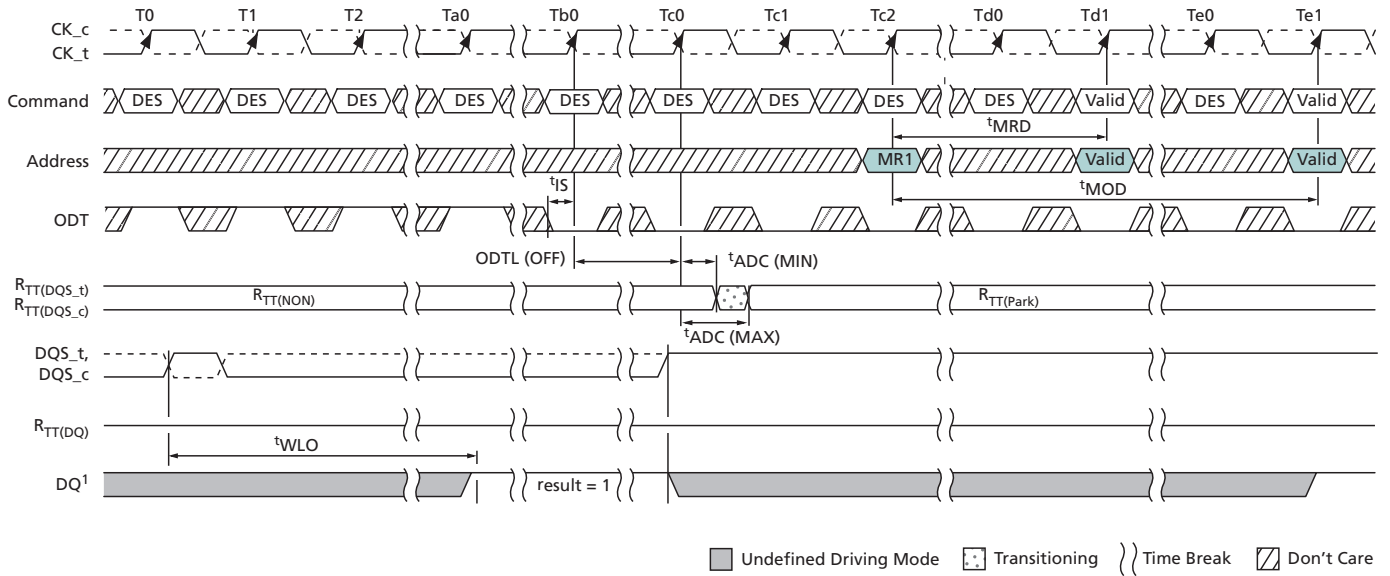 T0 T1 T2 Ta0 Tb0 Tc0 Tc1 Tc2 Td0 Td1 Te0 Te1
CK_c
CK_t
Command DES DES DES DES DES DES DES DES DES Valid DES Valid
tMRD
Address MR1 Valid Valid
tIS tMOD
ODT
ODTL (OFF) tADC (MIN)
RTT(DQS_t)
RTT(DQS_c) RTT(NON) RTT(Park)
tADC (MAX)
DQS_t,
DQS_c
RTT(DQ)
tWLO
DQ1 result = 1
Undefined Driving Mode Transitioning Time Break Don't Care